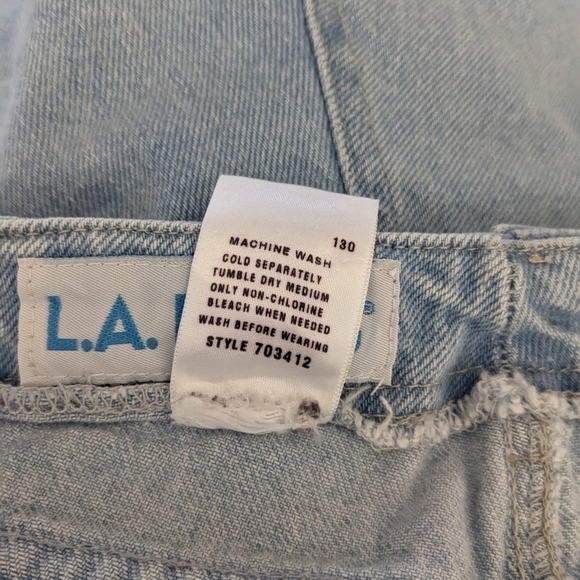 130
MACHINE WASH
COLD SEPARATELY
TUMBLE DRY MEDIUM
ONLY NON-CHLORINE
BLEACH WHEN NEEDED
WASH BEFORE WEARING
STYLE 703412
L.A. ®